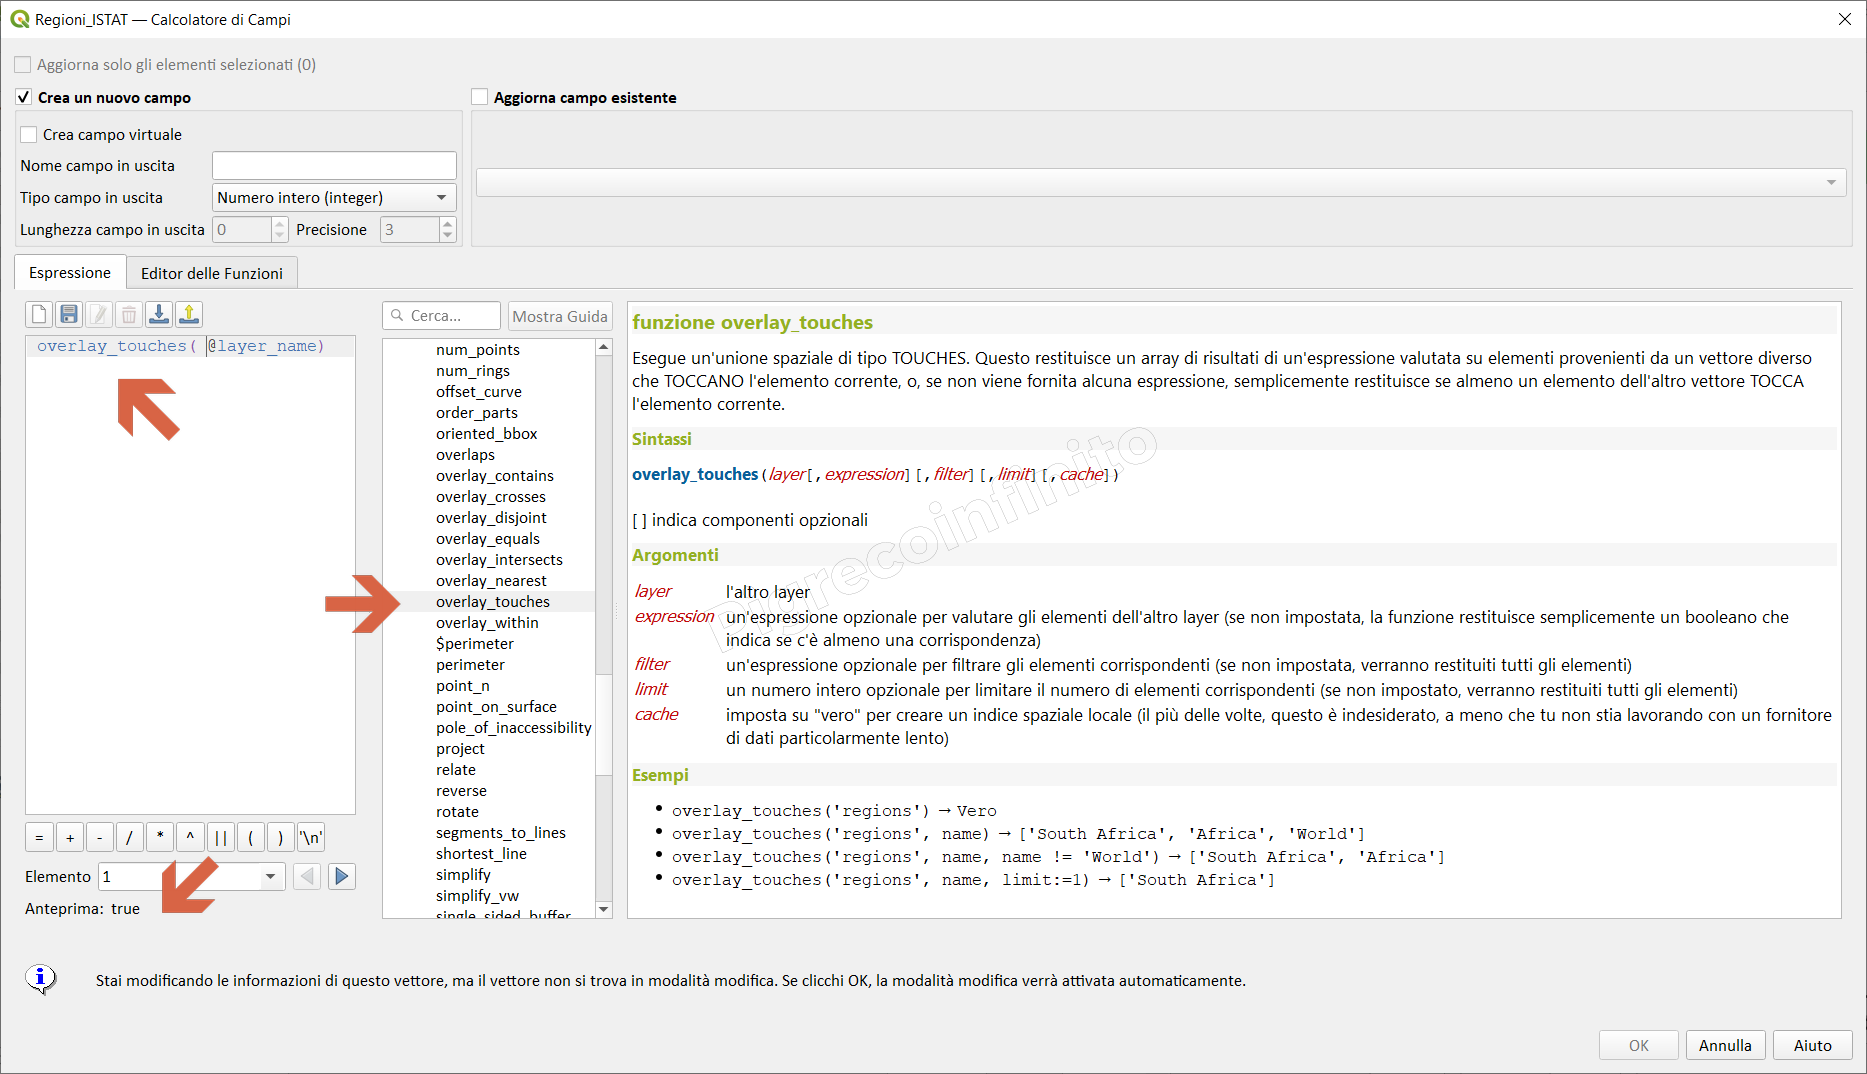 Regioni_ISTAT — Calcolatore di Campi
Aggiorna solo gli elementi selezionati (0)
Crea un nuovo campo
Aggiorna campo esistente
Crea campo virtuale
Nome campo in uscita
Tipo campo in uscita
Numero intero (integer)
Lunghezza campo in uscita
0
Precisione
3
Espressione
Editor delle Funzioni
overlay_touches( @layer_name)
Cerca...
Mostra Guida
num_points
num_rings
offset_curve
order_parts
oriented_bbox
overlaps
overlay_contains
overlay_crosses
overlay_disjoint
overlay_equals
overlay_intersects
overlay_nearest
overlay_touches
overlay_within
$perimeter
perimeter
point_n
point_on_surface
pole_of_inaccessibility
project
relate
reverse
rotate
segments_to_lines
shortest_line
simplify
simplify_vw
single_sided_buffer
funzione overlay_touches
Esegue un'unione spaziale di tipo TOUCHES. Questo restituisce un array di risultati di un'espressione valutata su elementi provenienti da un vettore diverso
che TOCCANO l'elemento corrente, o, se non viene fornita alcuna espressione, semplicemente restituisce se almeno un elemento dell'altro vettore TOCCA
l'elemento corrente.
Sintassi
overlay_touches(layer[,expression][,filter][,limit][,cache])
[ ] indica componenti opzionali
Argomenti
layer l'altro layer
expression un'espressione opzionale per valutare gli elementi dell'altro layer (se non impostata, la funzione restituisce semplicemente un booleano che
indica se c'è almeno una corrispondenza)
filter un'espressione opzionale per filtrare gli elementi corrispondenti (se non impostata, verranno restituiti tutti gli elementi)
limit un numero intero opzionale per limitare il numero di elementi corrispondenti (se non impostato, verranno restituiti tutti gli elementi)
cache imposta su "vero" per creare un indice spaziale locale (il più delle volte, questo è indesiderato, a meno che tu non stia lavorando con un fornitore
di dati particolarmente lento)
Esempi
• overlay_touches('regions') → Vero
• overlay_touches('regions', name) → ['South Africa', 'Africa', 'World']
• overlay_touches('regions', name, name != 'World') → ['South Africa', 'Africa']
• overlay_touches('regions', name, limit:=1) → ['South Africa']
Pigrecoinfinito
= + - / * ^ || ( ) '\n'
Elemento 1
Anteprima: true
Stai modificando le informazioni di questo vettore, ma il vettore non si trova in modalità modifica. Se clicchi OK, la modalità modifica verrà attivata automaticamente.
OK
Annulla
Aiuto